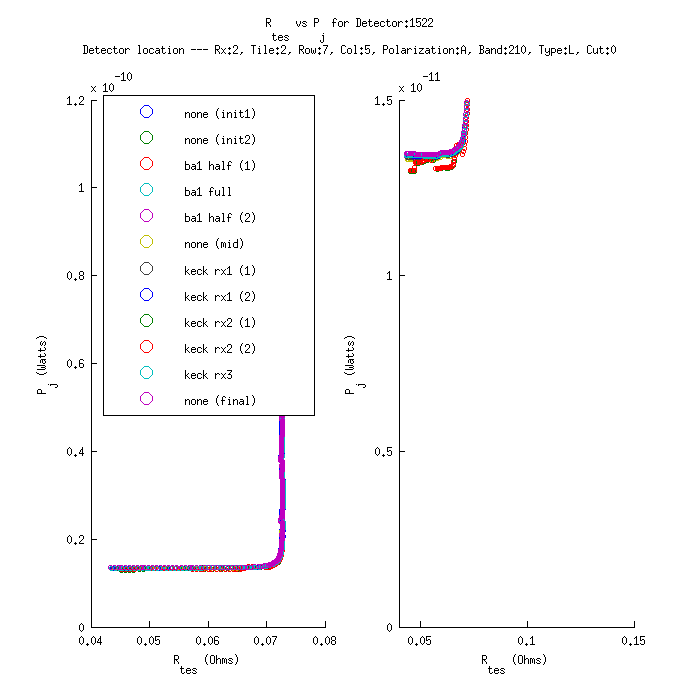 R tes vs P j for Detector:1522
Detector location --- Rx:2, Tile:2, Row:7, Col:5, Polarization:A, Band:210, Type:L, Cut:0
x 10^-10
1.2
1
0.8
0.6
0.4
0.2
0
0.04 0.05 0.06 0.07 0.08
P j (Watts)
R tes (Ohms)
none (init1)
none (init2)
ba1 half (1)
ba1 full
ba1 half (2)
none (mid)
keck rx1 (1)
keck rx1 (2)
keck rx2 (1)
keck rx2 (2)
keck rx3
none (final)
x 10^-11
1.5
1
0.5
0
0.05 0.1 0.15
P j (Watts)
R tes (Ohms)